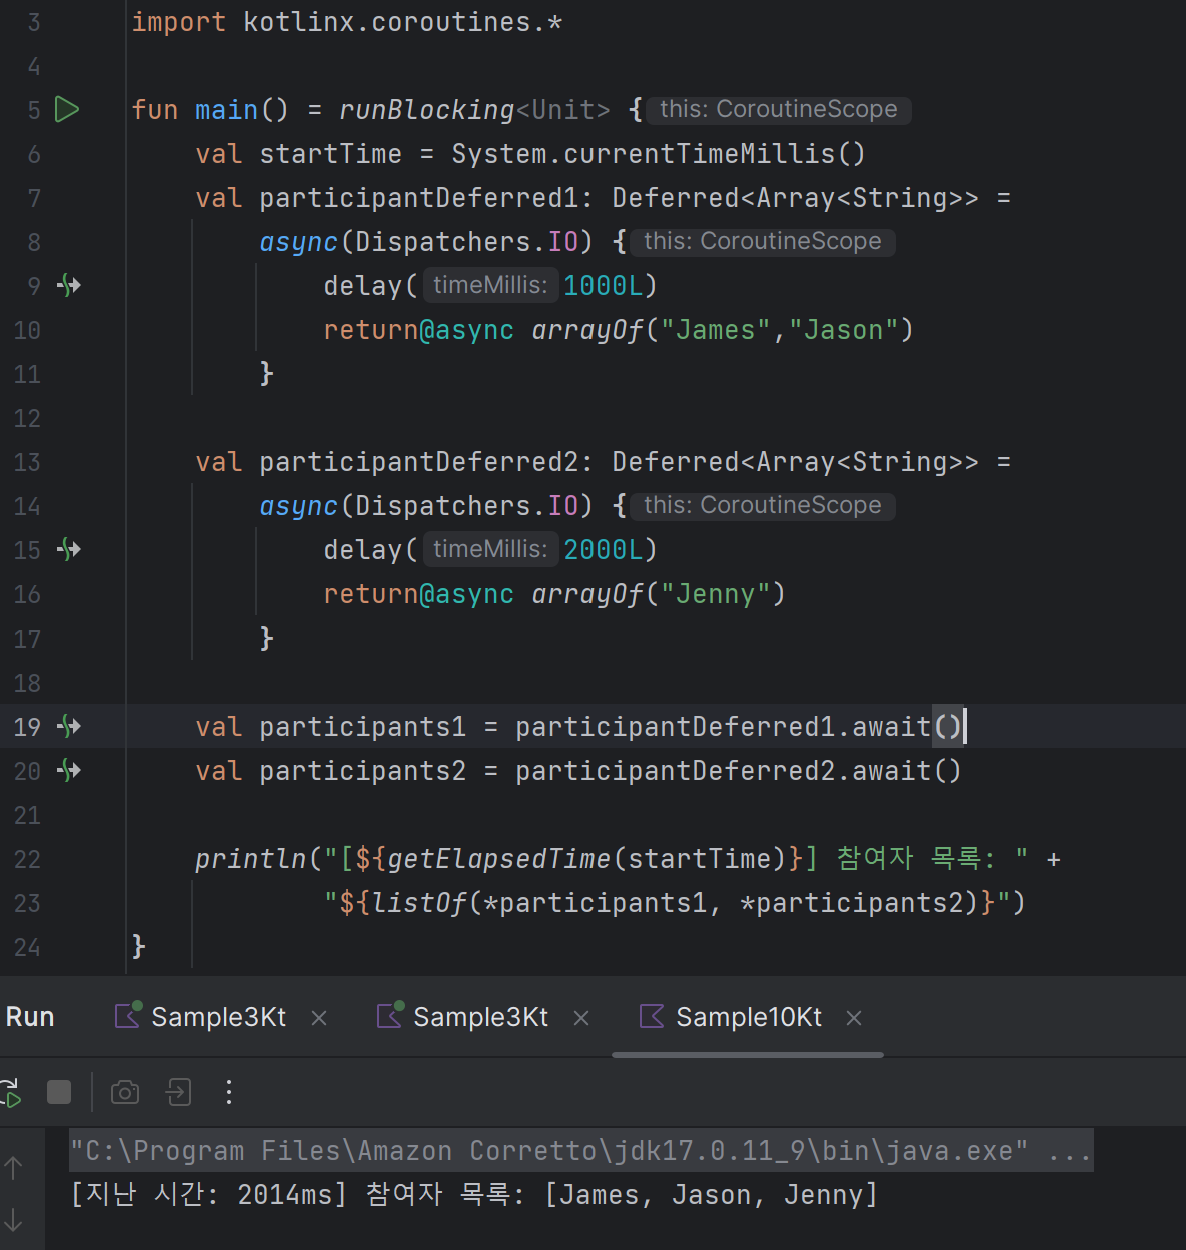 3 import kotlinx.coroutines.*
4
5 fun main() = runBlocking<Unit> { this: CoroutineScope
6 val startTime = System.currentTimeMillis()
7 val participantDeferred1: Deferred<Array<String>> =
8 async(Dispatchers.IO) { this: CoroutineScope
9 delay( timeMillis: 1000L)
10 return@async arrayOf("James","Jason")
11 }
12
13 val participantDeferred2: Deferred<Array<String>> =
14 async(Dispatchers.IO) { this: CoroutineScope
15 delay( timeMillis: 2000L)
16 return@async arrayOf("Jenny")
17 }
18
19 val participants1 = participantDeferred1.await()
20 val participants2 = participantDeferred2.await()
21
22 println("[${getElapsedTime(startTime)}] 참여자 목록: " +
23 "${listOf(*participants1, *participants2)}")
24 }
Run Sample3Kt Sample3Kt Sample10Kt
"C:\Program Files\Amazon Corretto\jdk17.0.11_9\bin\java.exe" ...
[지난 시간: 2014ms] 참여자 목록: [James, Jason, Jenny]